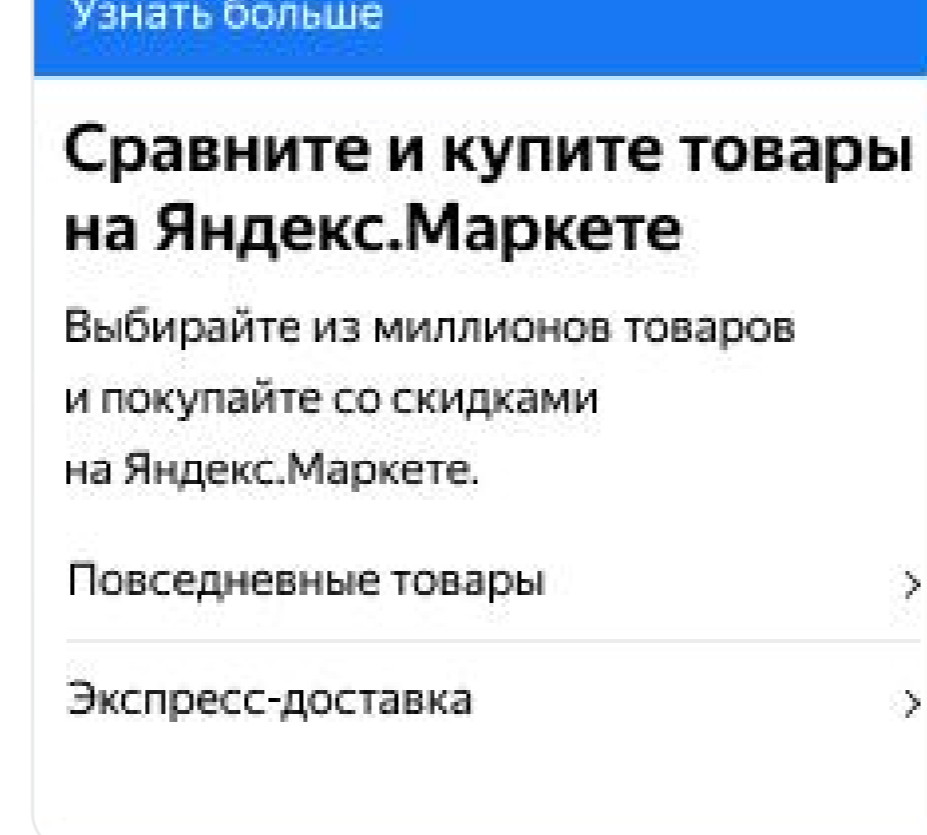 Узнать больше
Сравните и купите товары
на Яндекс.Маркете
Выбирайте из миллионов товаров
и покупайте со скидками
на Яндекс.Маркете.
Повседневные товары
Экспресс-доставка